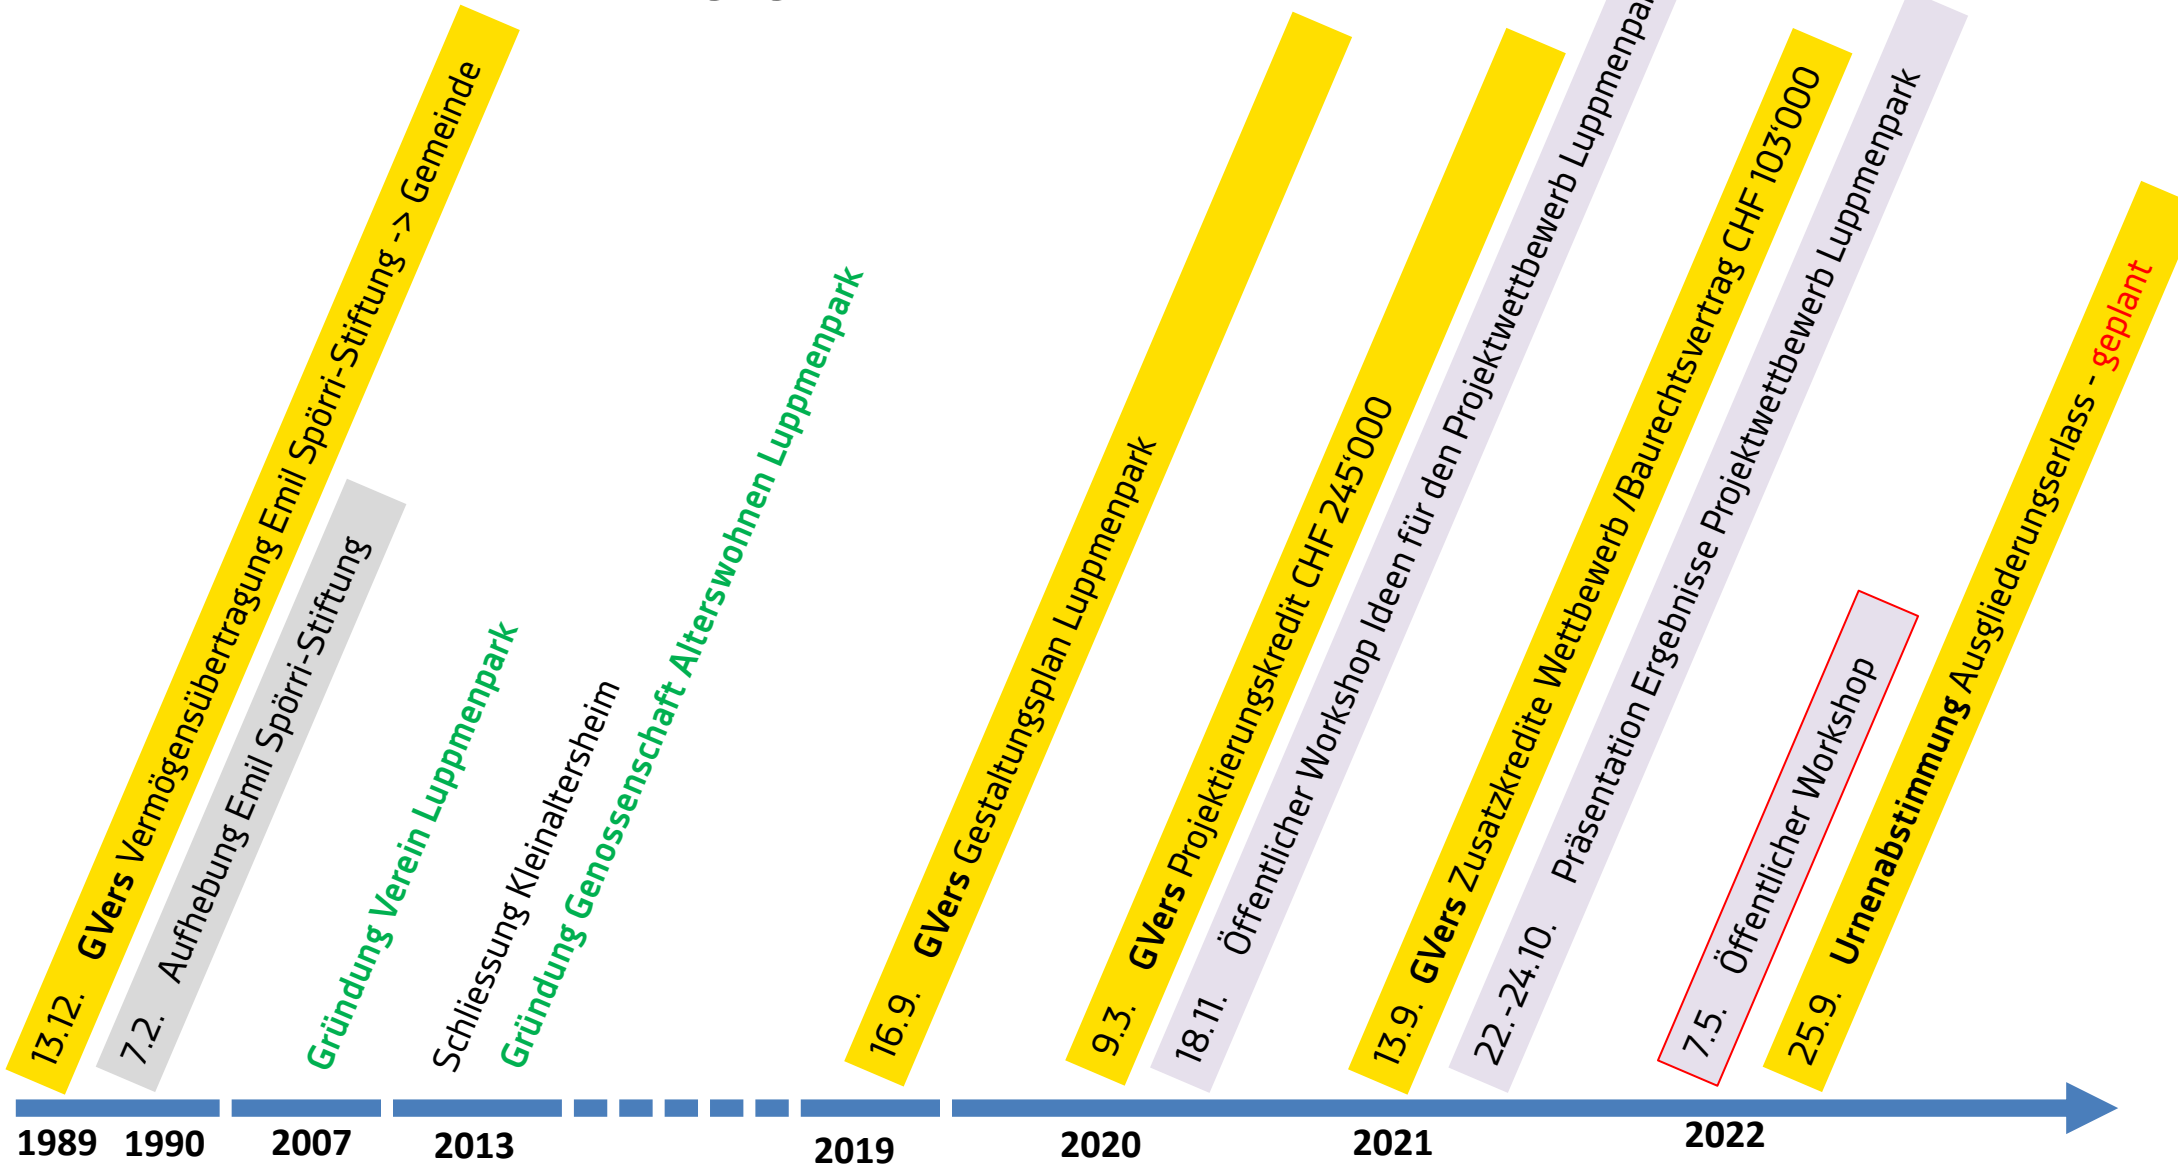 13.12. GVers Vermögensübertragung Emil Spörri-Stiftung -> Gemeinde
7.2. Aufhebung Emil Spörri-Stiftung
Gründung Verein Luppmenpark
Schliessung Kleinaltersheim
Gründung Genossenschaft Alterswohnen Luppmenpark
16.9. GVers Gestaltungsplan Luppmenpark
9.3. GVers Projektierungskredit CHF 245‘000
18.11. Öffentlicher Workshop Ideen für den Projektwettbewerb Luppmenpark
13.9. GVers Zusatzkredite Wettbewerb /Baurechtsvertrag CHF 103‘000
22.-24.10. Präsentation Ergebnisse Projektwettbewerb Luppmenpark
7.5. Öffentlicher Workshop
25.9. Urnenabstimmung Ausgliederungserlass - geplant
1989 1990 2007 2013 2019 2020 2021 2022